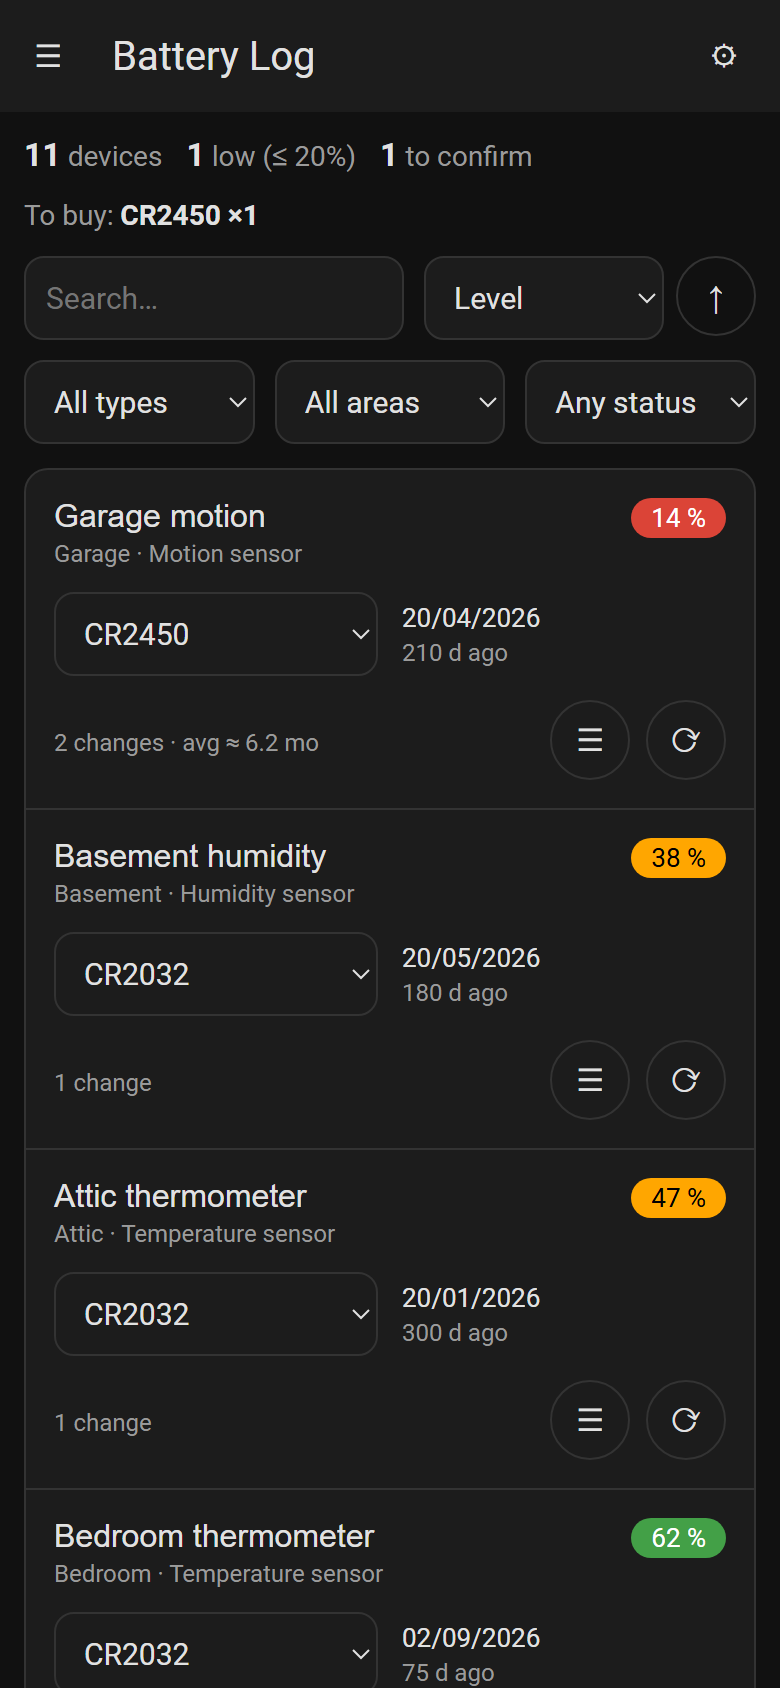 ☰ Battery Log ⚙
11 devices 1 low (≤ 20%) 1 to confirm
To buy: CR2450 ×1
Search… Level ↑
All types All areas Any status
Garage motion 14 %
Garage · Motion sensor
CR2450 20/04/2026
210 d ago
2 changes · avg ≈ 6.2 mo ☰ ⟳
Basement humidity 38 %
Basement · Humidity sensor
CR2032 20/05/2026
180 d ago
1 change ☰ ⟳
Attic thermometer 47 %
Attic · Temperature sensor
CR2032 20/01/2026
300 d ago
1 change ☰ ⟳
Bedroom thermometer 62 %
Bedroom · Temperature sensor
CR2032 02/09/2026
75 d ago